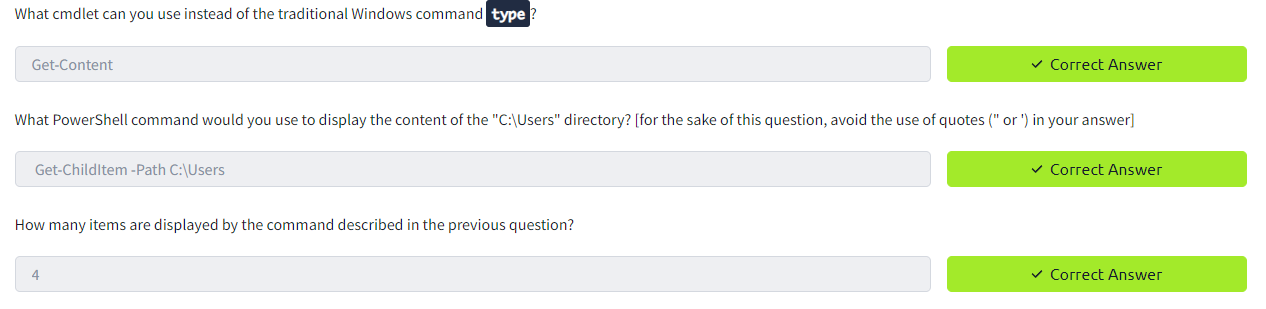 What cmdlet can you use instead of the traditional Windows command type?
Get-Content
✓ Correct Answer
What PowerShell command would you use to display the content of the "C:\Users" directory? [for the sake of this question, avoid the use of quotes (" or ') in your answer]
Get-ChildItem -Path C:\Users
✓ Correct Answer
How many items are displayed by the command described in the previous question?
4
✓ Correct Answer